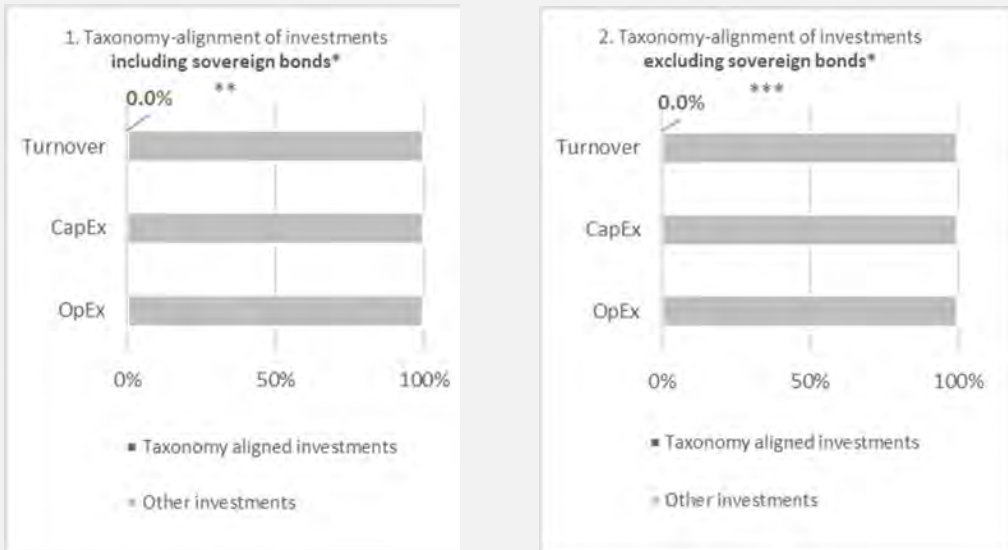 1. Taxonomy-alignment of investments
including sovereign bonds*
**
0.0%
Turnover
CapEx
OpEx
0% 50% 100%
■ Taxonomy aligned investments
■ Other investments
2. Taxonomy-alignment of investments
excluding sovereign bonds*
***
0.0%
Turnover
CapEx
OpEx
0% 50% 100%
■ Taxonomy aligned investments
■ Other investments